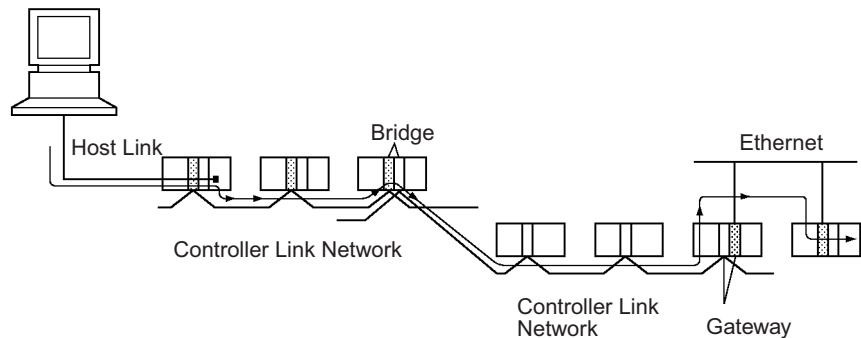 Host Link
Bridge
Ethernet
Controller Link Network
Controller Link
Network
Gateway